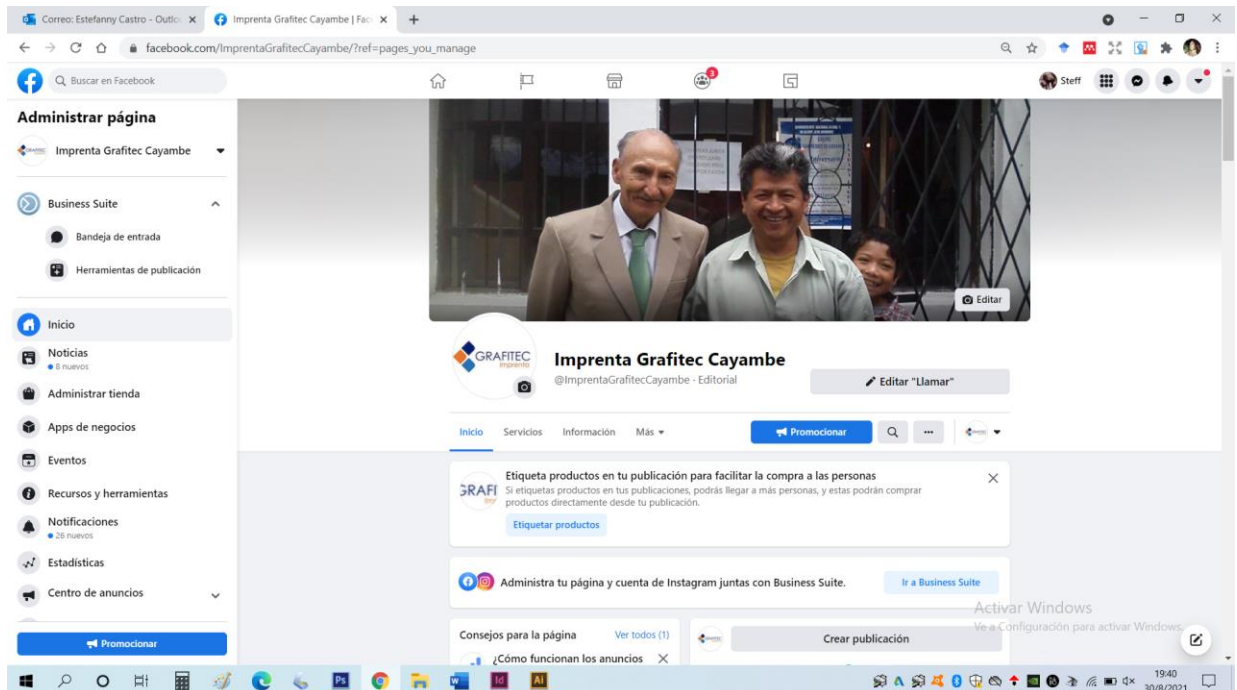 Correo: Estefanny Castro - Outlo
Imprenta Grafitec Cayambe | Fac
facebook.com/ImprentaGrafitecCayambe/?ref=pages_you_manage
Buscar en Facebook
3
Steff
Administrar página
Imprenta Grafitec Cayambe
Business Suite
Bandeja de entrada
Herramientas de publicación
Inicio
Noticias
8 nuevos
Administrar tienda
Apps de negocios
Eventos
Recursos y herramientas
Notificaciones
26 nuevos
Estadísticas
Centro de anuncios
Promocionar
Editar
GRAFITEC
Imprenta
Imprenta Grafitec Cayambe
@ImprentaGrafitecCayambe · Editorial
Editar "Llamar"
Inicio Servicios Información Más
Promocionar
GRAFI
Etiqueta productos en tu publicación para facilitar la compra a las personas
Si etiquetas productos en tus publicaciones, podrás llegar a más personas, y estas podrán comprar
productos directamente desde tu publicación.
Etiquetar productos
Administra tu página y cuenta de Instagram juntas con Business Suite.
Ir a Business Suite
Consejos para la página
Ver todos (1)
¿Cómo funcionan los anuncios
Crear publicación
Activar Windows
Ve a Configuración para activar Windows.
Ps
W
Id
Ai
19:40
30/8/2021